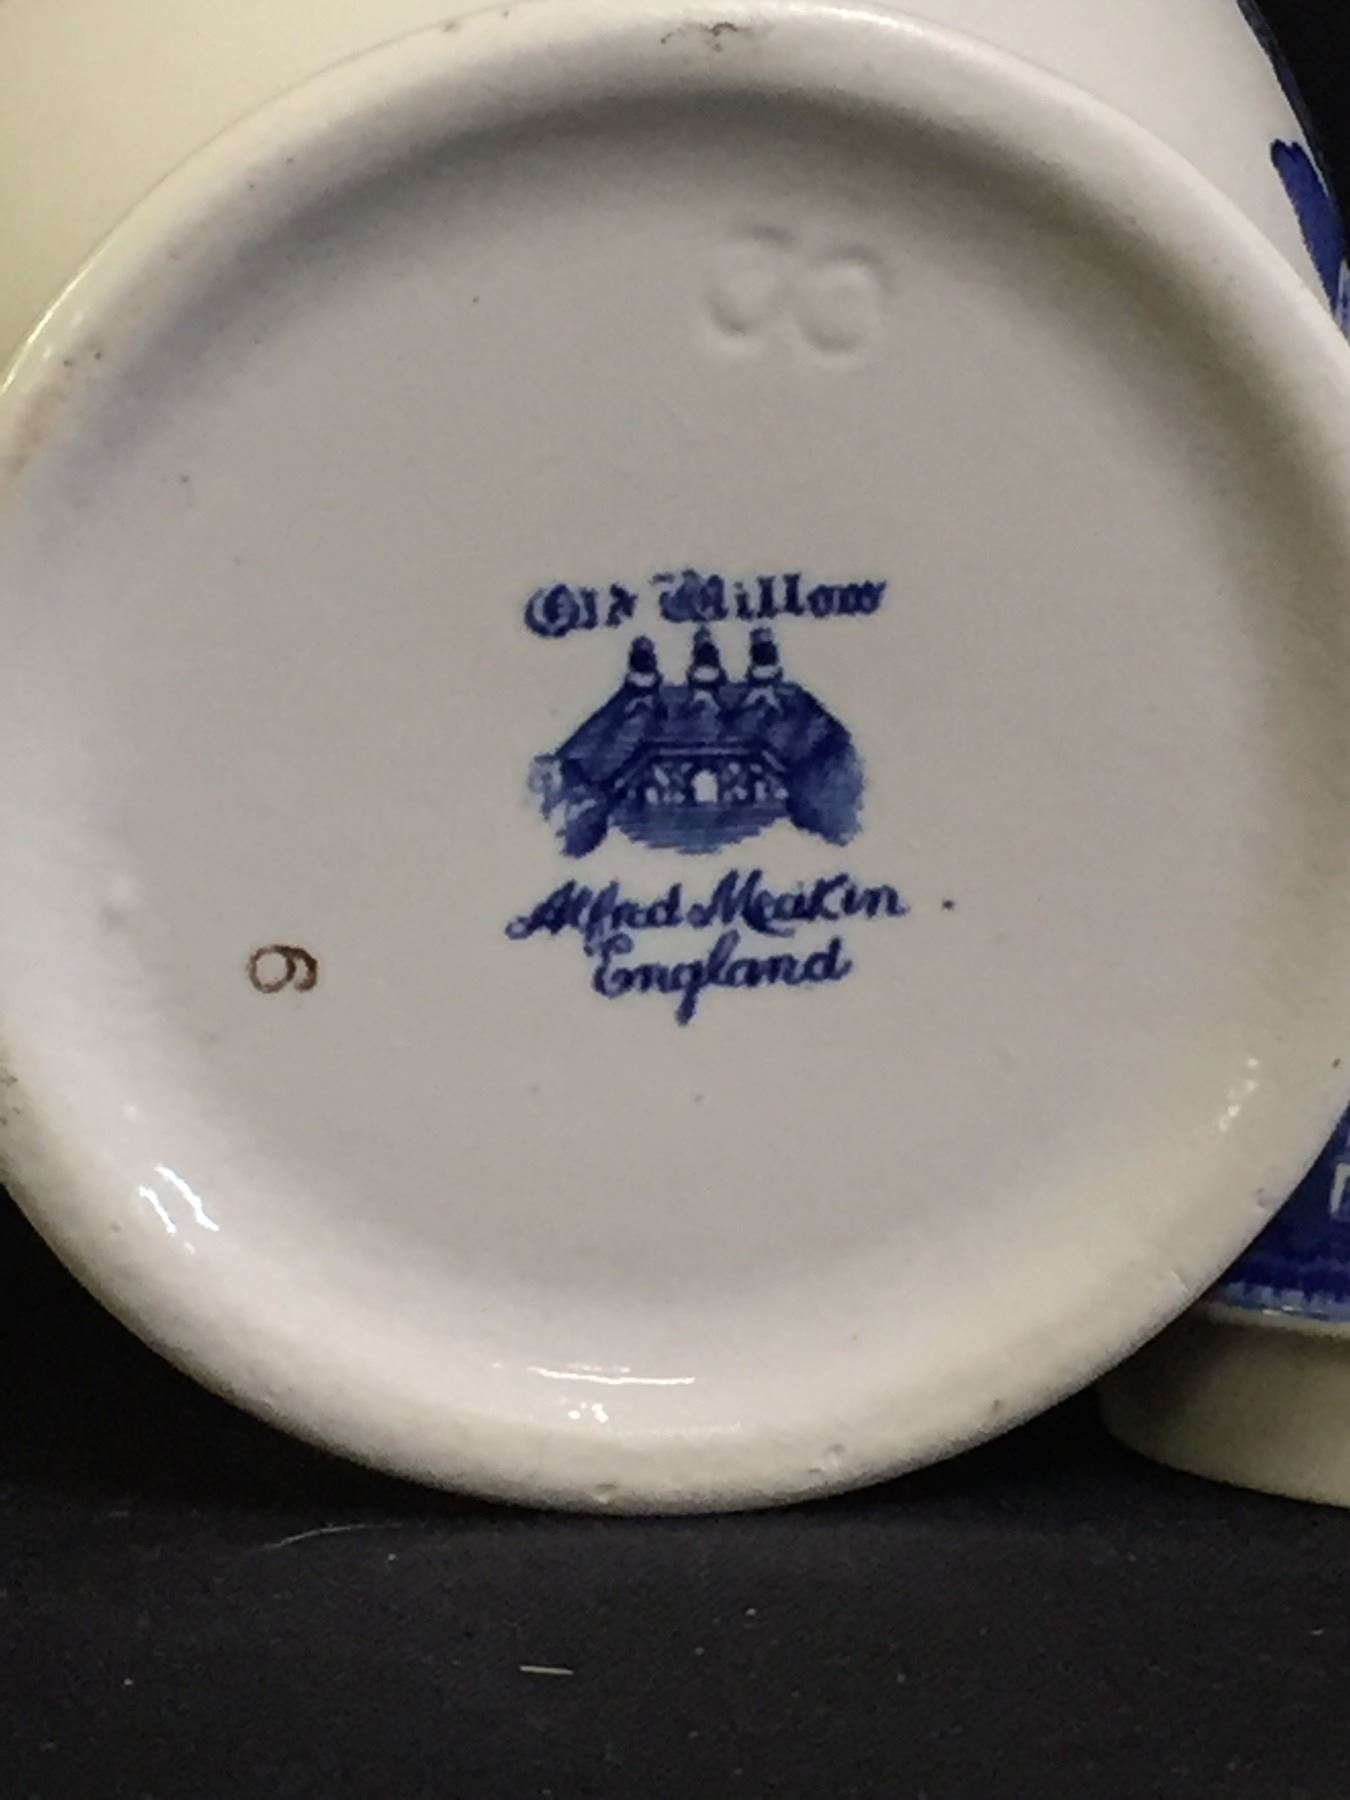 Old Willow
Alfred Meakin
England